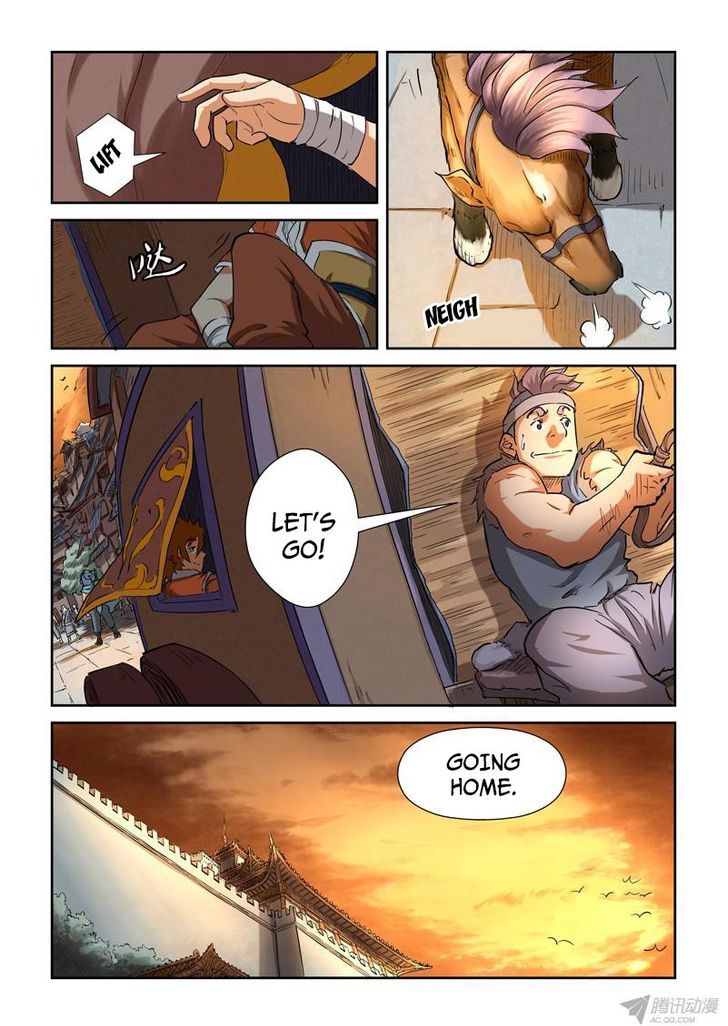 LIFT
NEIGH
哒
LET'S
GO!
GOING
HOME.
腾讯动漫
AC.QQ.COM